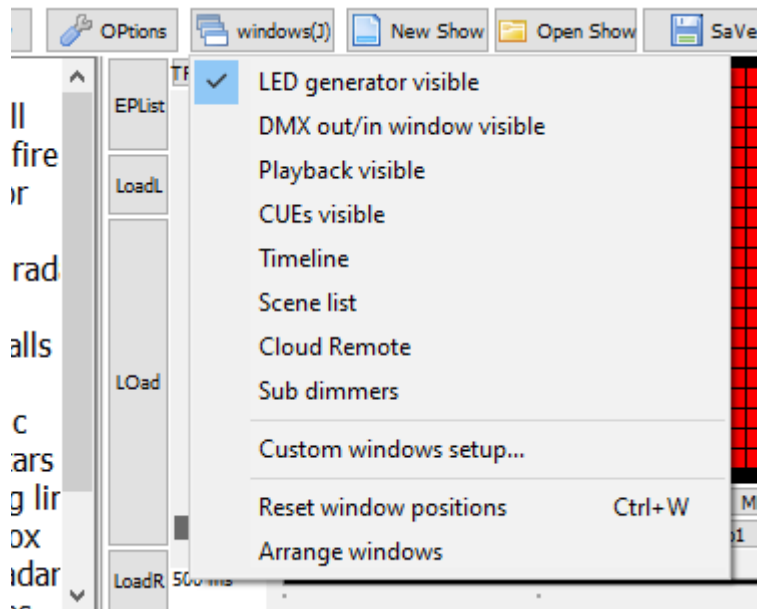 OPtions
windows(J)
New Show
Open Show
SaVe
EPList
LoadL
LOad
LoadR
fire
LED generator visible
DMX out/in window visible
Playback visible
CUEs visible
Timeline
Scene list
Cloud Remote
Sub dimmers
Custom windows setup...
Reset window positions Ctrl+W
Arrange windows